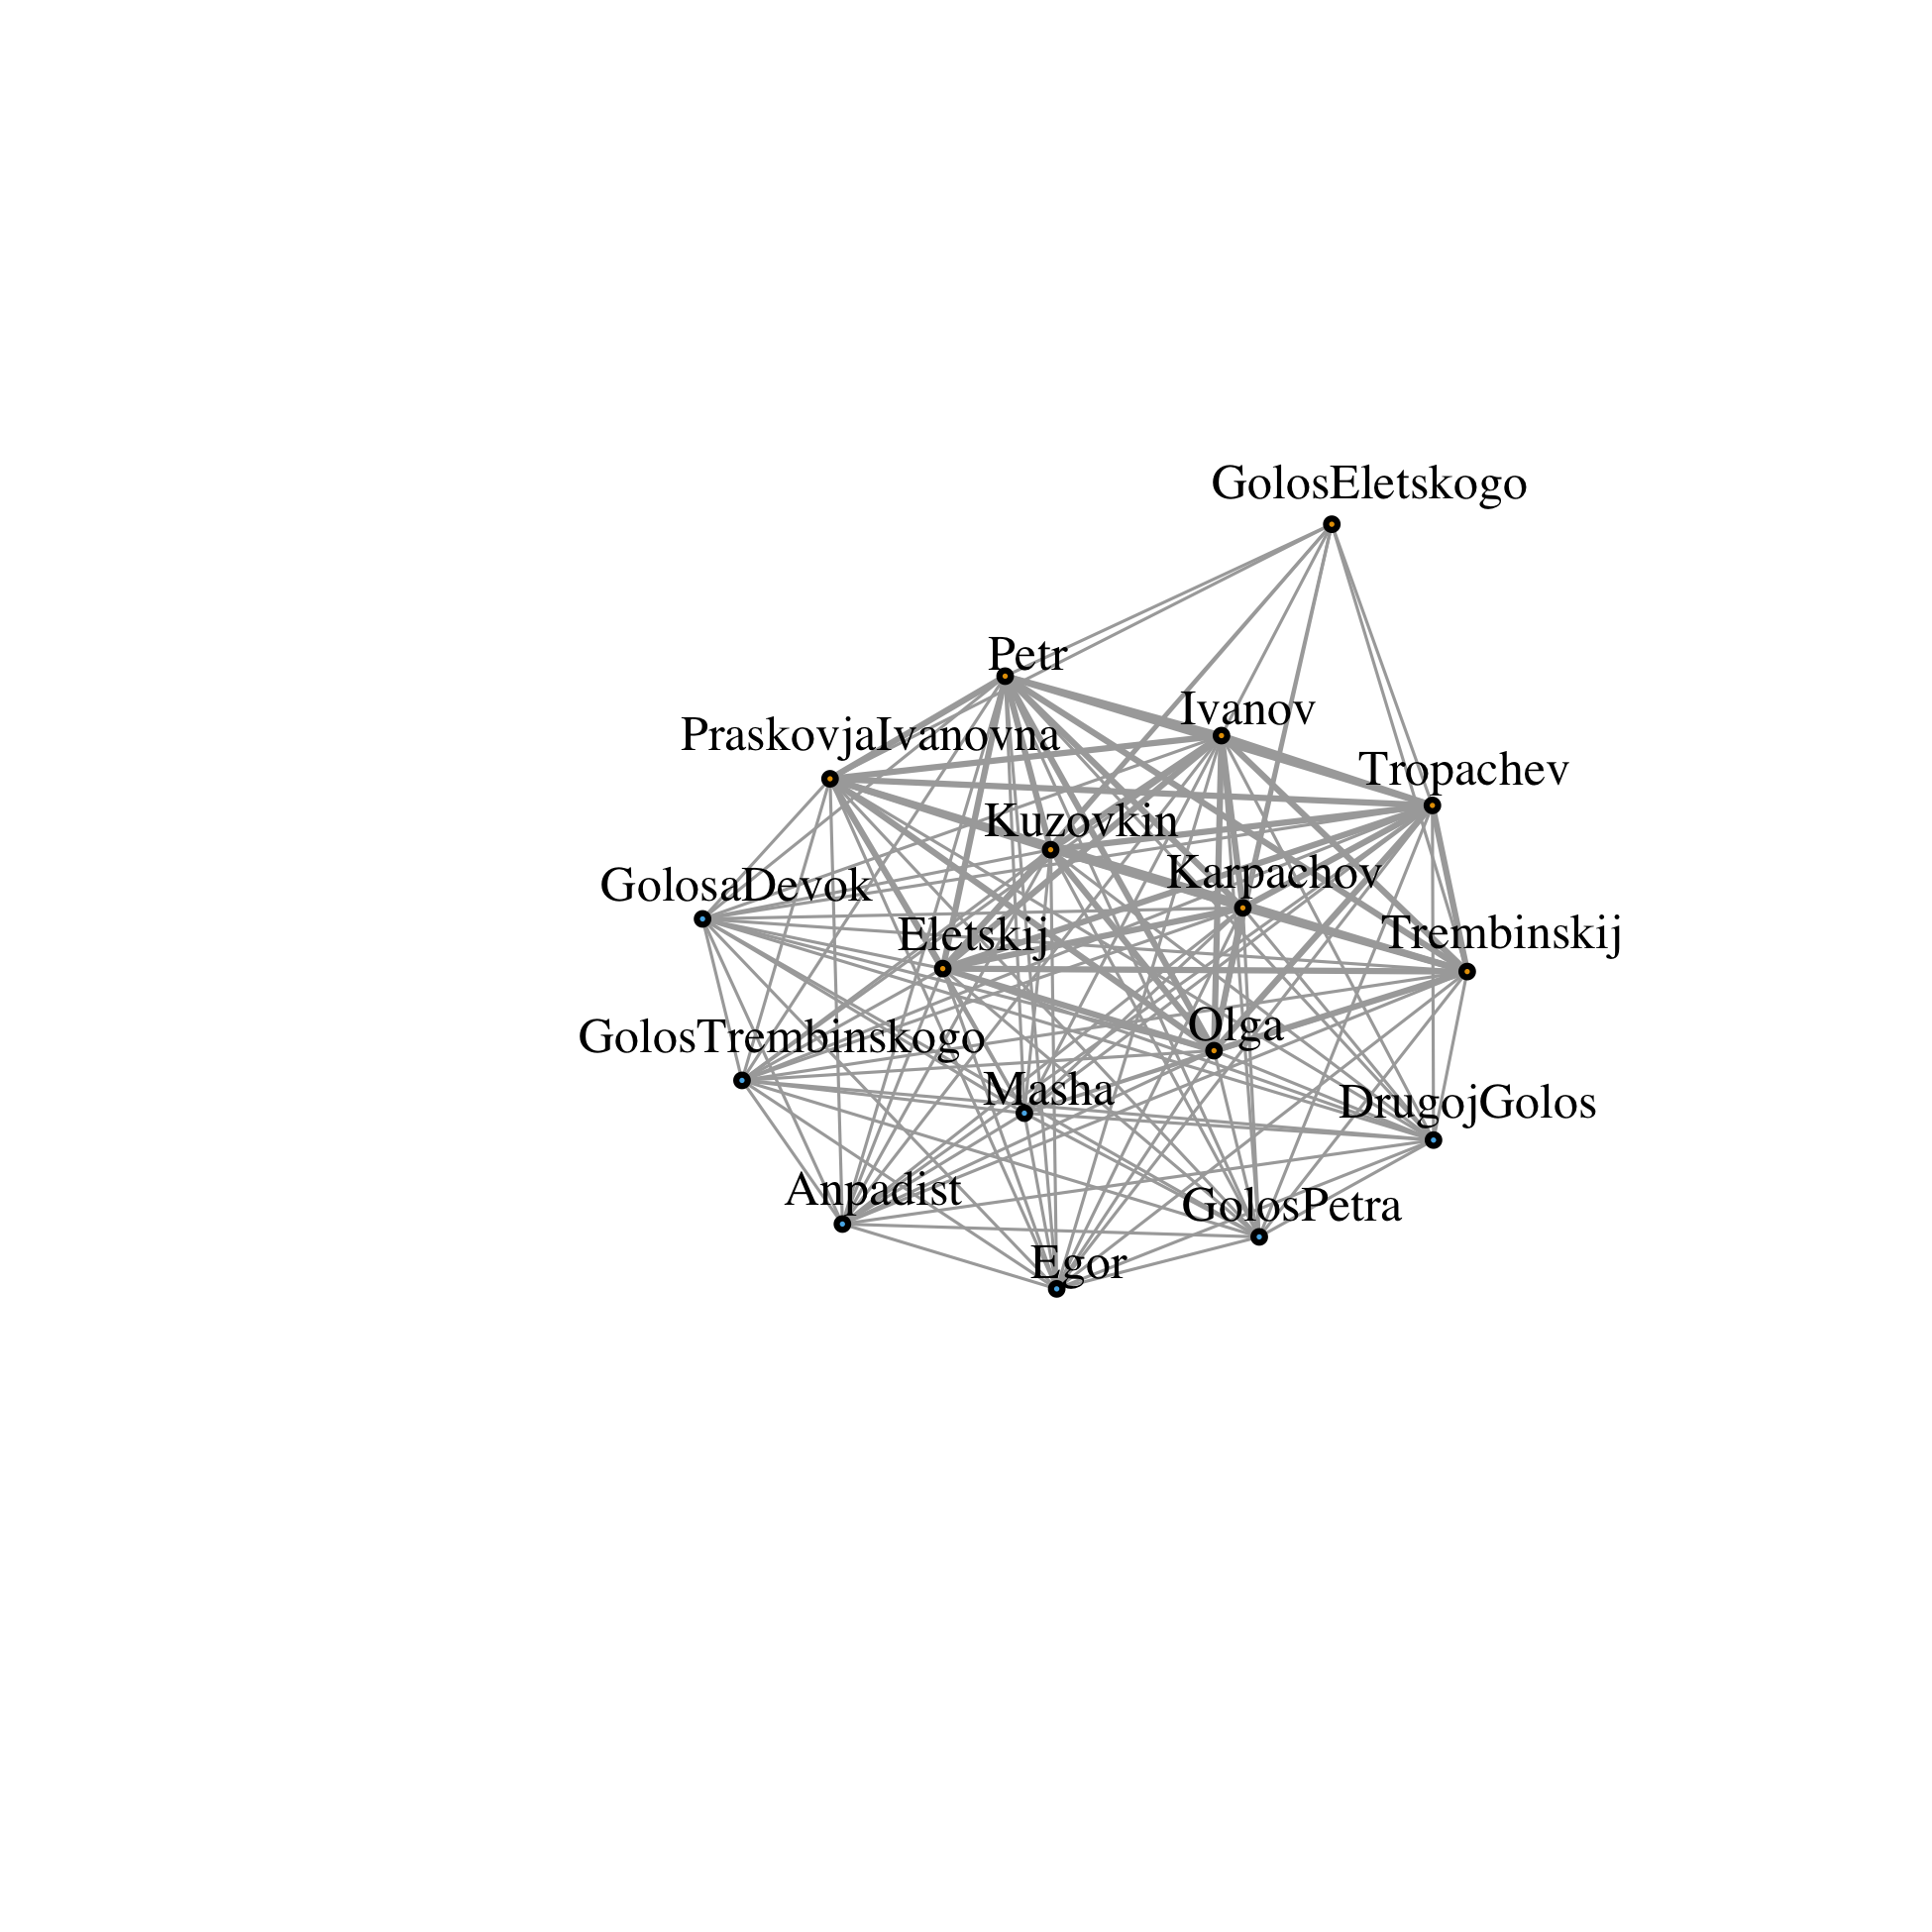 GolosEletskogo
Petr
Ivanov
PraskovjaIvanovna
Tropachev
Kuzovkin
Karpachov
GolosaDevok
Eletskij
Trembinskij
Olga
GolosTrembinskogo
Masha
DrugojGolos
Anpadist
GolosPetra
Egor